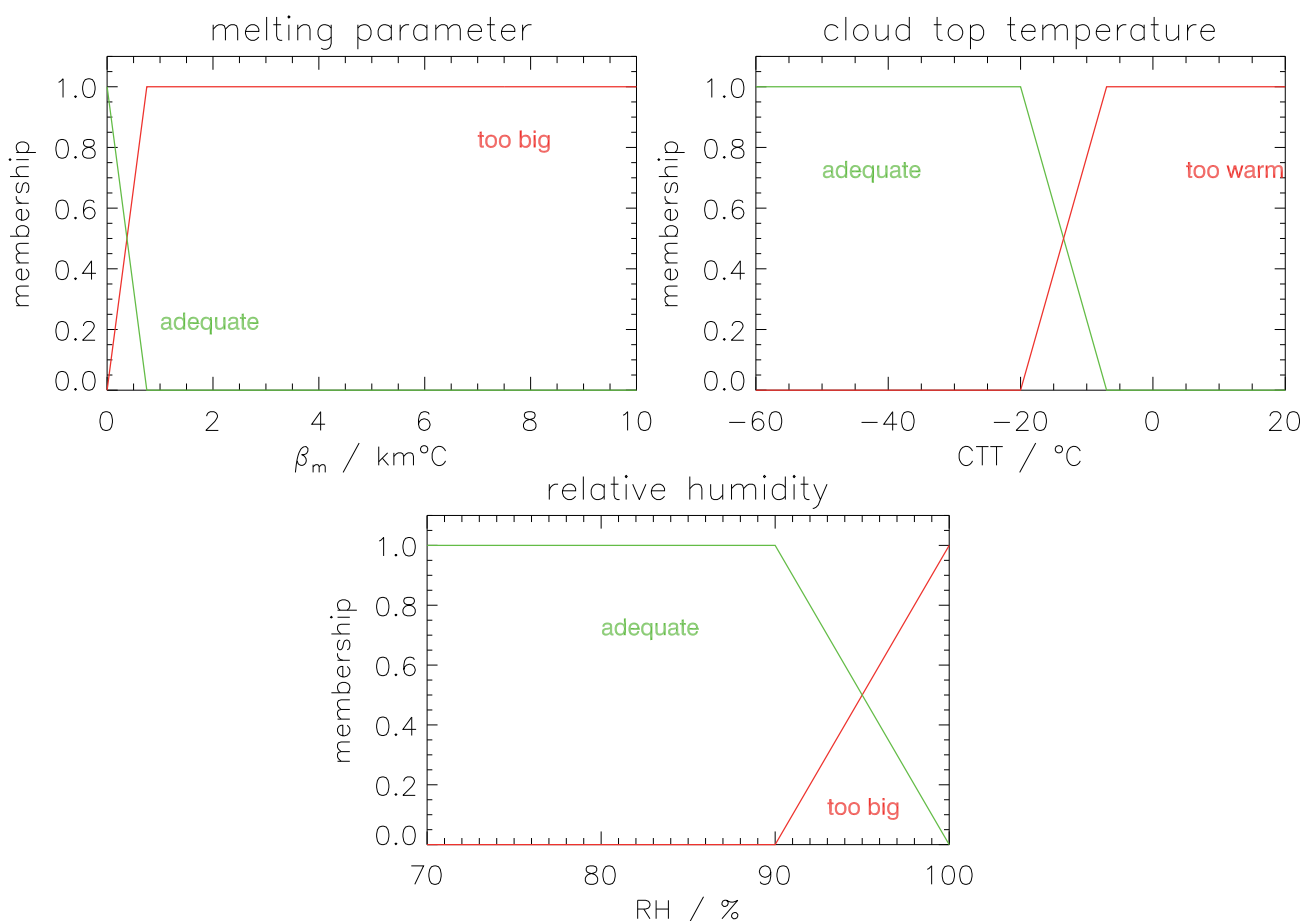 melting parameter
membership
1.0
0.8
0.6
0.4
0.2
0.0
too big
adequate
0 2 4 6 8 10
βm / km°C
cloud top temperature
membership
1.0
0.8
0.6
0.4
0.2
0.0
adequate
too warm
−60 −40 −20 0 20
CTT / °C
relative humidity
membership
1.0
0.8
0.6
0.4
0.2
0.0
adequate
too big
70 80 90 100
RH / %